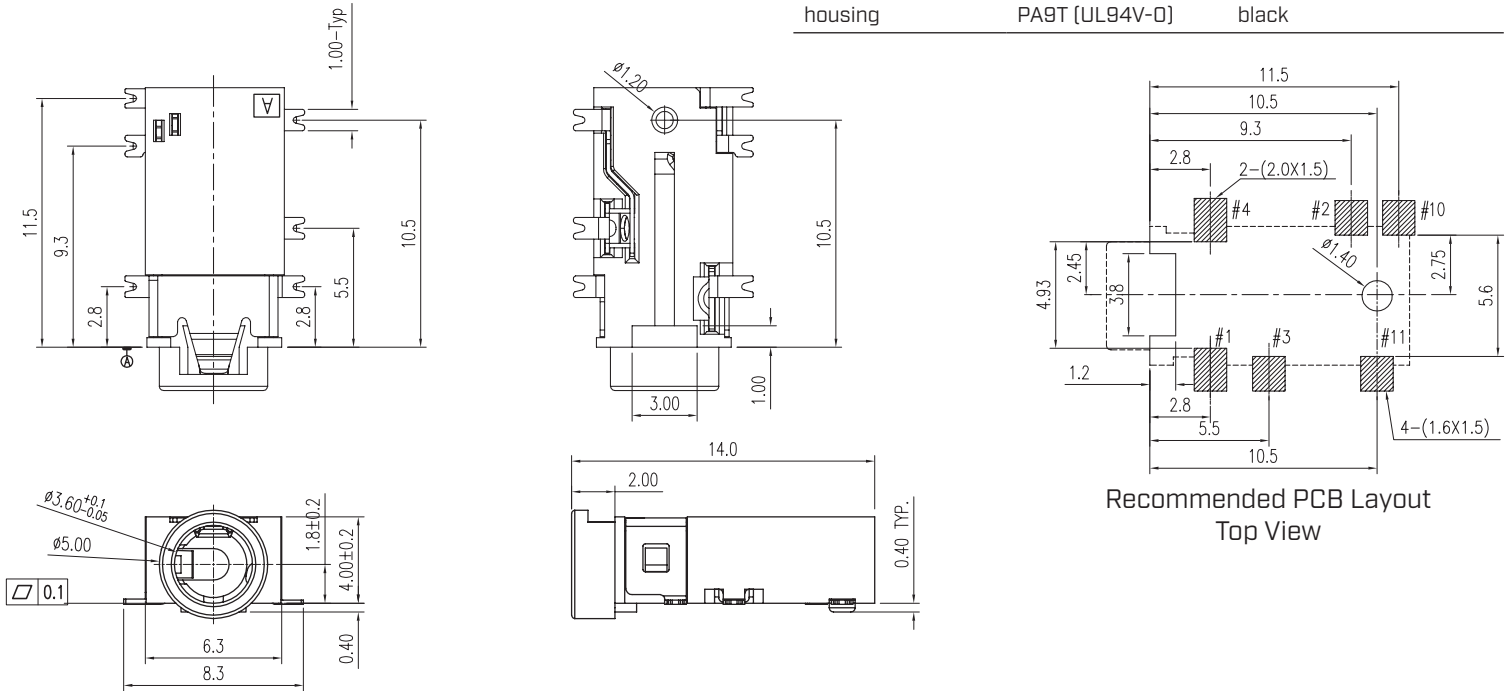 housing PA9T (UL94V-0) black
1.00-Typ
A
11.5
9.3
2.8
2.8
5.5
10.5
A
ø1.20
10.5
3.00
1.00
11.5
10.5
9.3
2.8
2-(2.0X1.5)
#4
#2
#10
ø1.40
4.93
2.45
3.8
2.75
5.6
#1
#3
#11
1.2
2.8
5.5
10.5
4-(1.6X1.5)
Recommended PCB Layout
Top View
ø3.60 +0.1 -0.05
ø5.00
0.1
1.8±0.2
4.00±0.2
0.40
6.3
8.3
14.0
2.00
0.40 TYP.